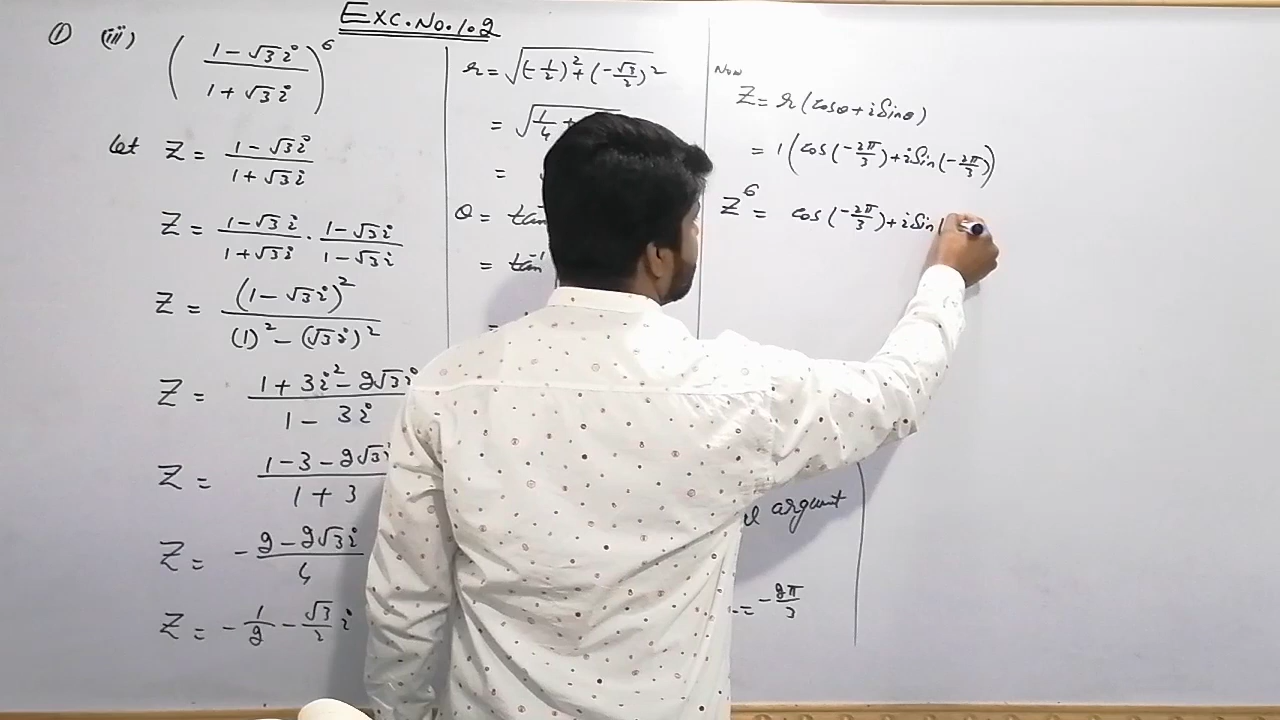 Exc. No. 1.2
① (iii) ((1 - √3 i) / (1 + √3 i))^6
let Z = (1 - √3 i) / (1 + √3 i)
Z = (1 - √3 i) / (1 + √3 i) · (1 - √3 i) / (1 - √3 i)
Z = (1 - √3 i)² / ((1)² - (√3 i)²)
Z = (1 + 3i² - 2√3 i) / (1 - 3i)
Z = (1 - 3 - 2√3 i) / (1 + 3)
Z = (-2 - 2√3 i) / 4
Z = -1/2 - √3/2 i
r = √((-1/2)² + (-√3/2)²)
= √(1/4 +
=
θ = tan⁻
= tan⁻¹
=
argumt
= -2π/3
Now
Z = r(cosθ + i Sinθ)
= 1(cos(-2π/3) + i Sin(-2π/3))
Z^6 = cos(-2π/3) + i Sin(